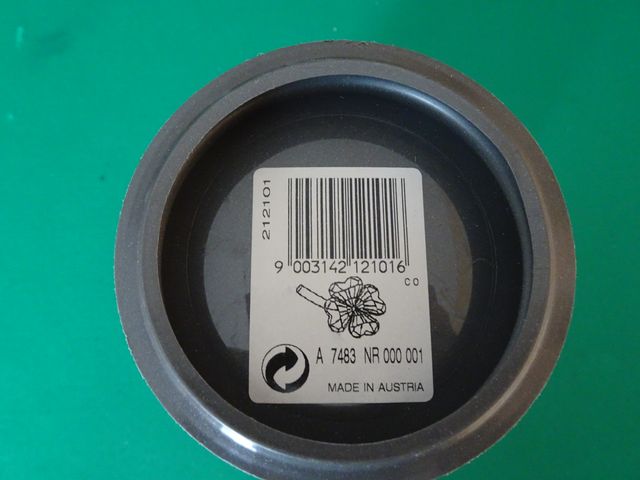 212101
9 003142 121016
CO
A 7483 NR 000 001
MADE IN AUSTRIA